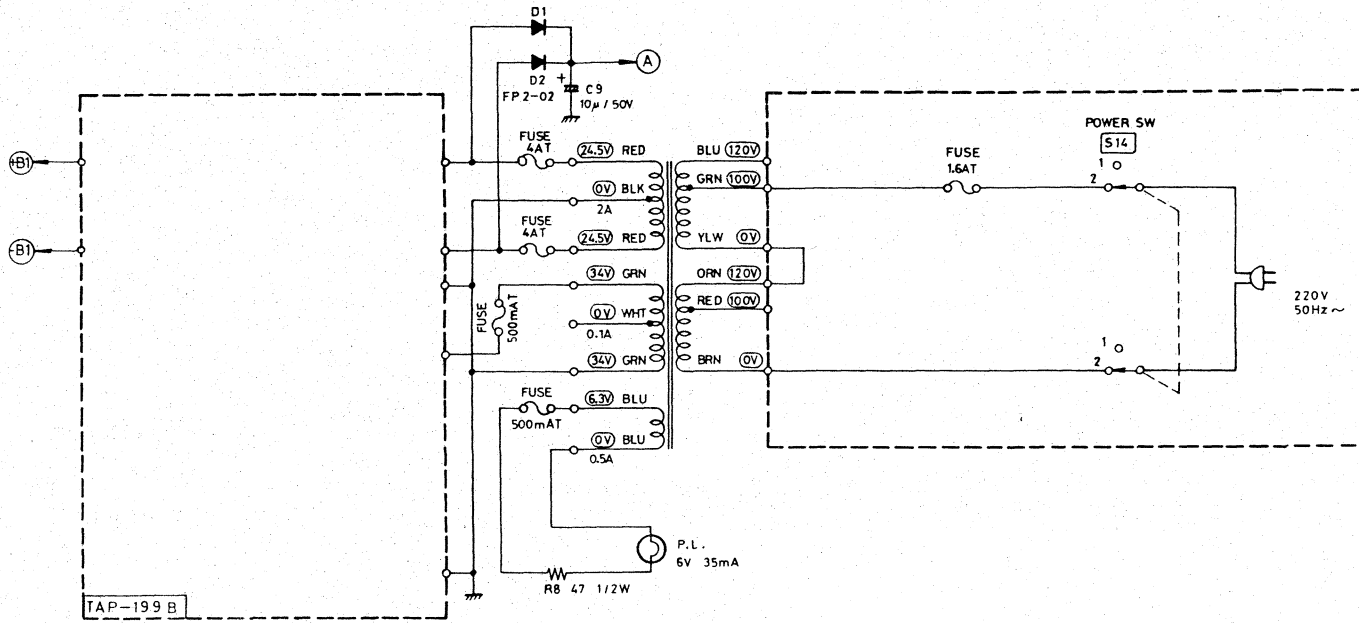 D1
D2
FP.2-02
+
C9
10μ/50V
A
+B1
-B1
FUSE
4AT
24.5V RED
0V BLK
2A
FUSE
4AT
24.5V RED
34V GRN
FUSE
500mAT
0V WHT
0.1A
34V GRN
FUSE
500mAT
6.3V BLU
0V BLU
0.5A
BLU 120V
GRN 100V
YLW 0V
ORN 120V
RED 100V
BRN 0V
FUSE
1.6AT
POWER SW
S14
1
2
1
2
220V
50Hz ~
P.L.
6V 35mA
R8 47 1/2W
TAP-199 B